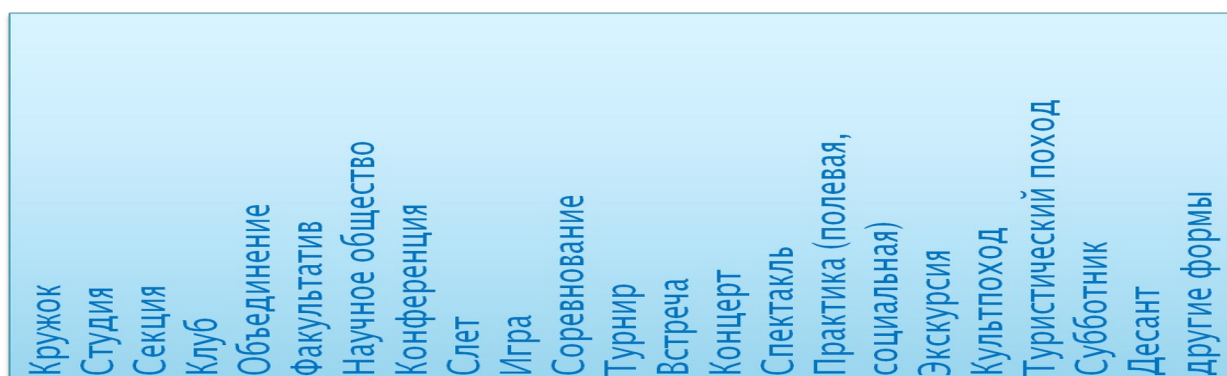 Кружок
Студия
Секция
Клуб
Объединение
Факультатив
Научное общество
Конференция
Слет
Игра
Соревнование
Турнир
Встреча
Концерт
Спектакль
Практика (полевая,
социальная)
Экскурсия
Культпоход
Туристический поход
Субботник
Десант
другие формы